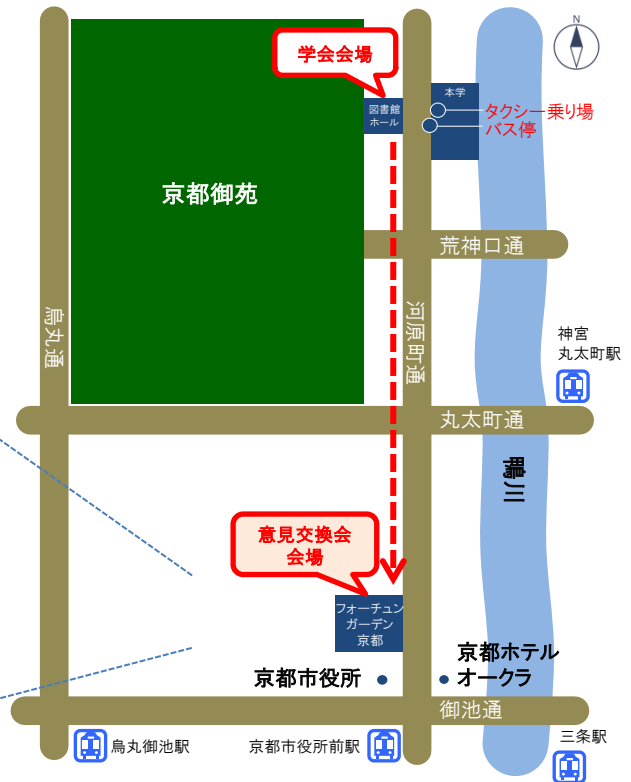 N
学会会場
本学
図書館
ホール
タクシー乗り場
バス停
京都御苑
荒神口通
烏丸通
河原町通
神宮
丸太町駅
丸太町通
鴨川
意見交換会
会場
フォーチュン
ガーデン
京都
京都市役所
京都ホテル
オークラ
御池通
烏丸御池駅
京都市役所前駅
三条駅